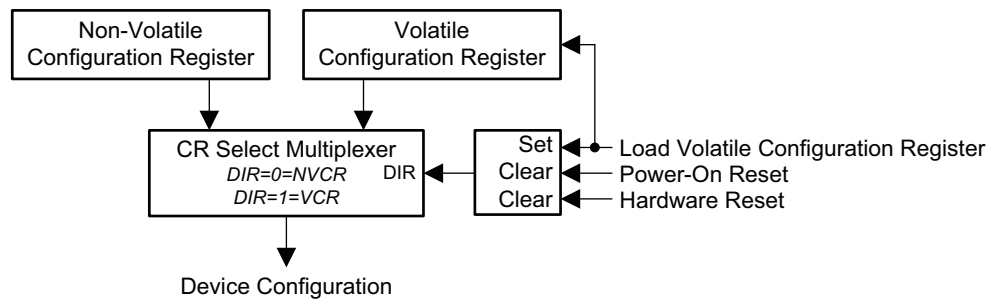 Non-Volatile
Configuration Register
Volatile
Configuration Register
CR Select Multiplexer
DIR=0=NVCR
DIR=1=VCR
DIR
Set
Clear
Clear
Load Volatile Configuration Register
Power-On Reset
Hardware Reset
Device Configuration